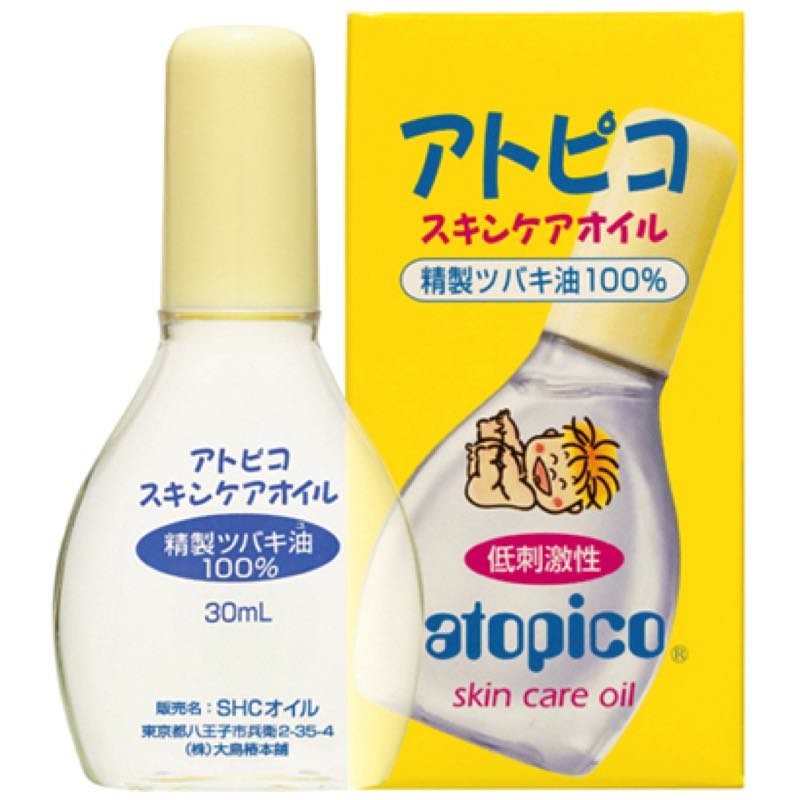 アトピコ
スキンケアオイル
精製ツバキ油100%
低刺激性
atopico®
skin care oil
アトピコ
スキンケアオイル
ユ
精製ツバキ油
100%
30mL
販売名：SHCオイル
東京都八王子市兵衛2-35-4
(株)大島椿本舗